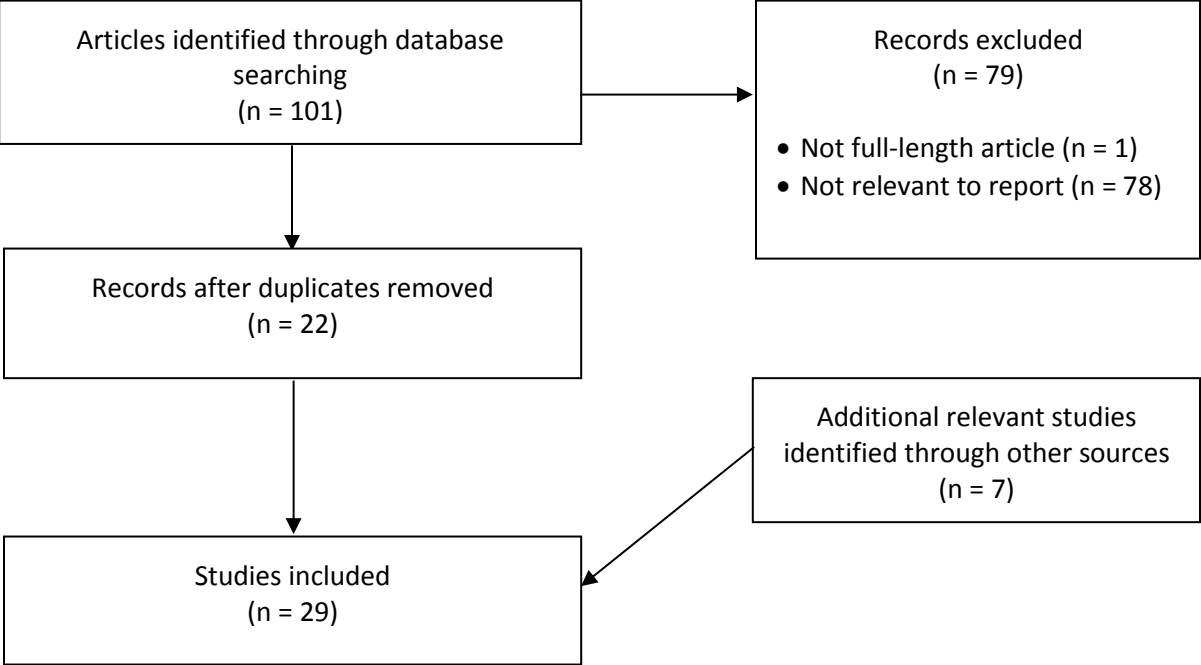 Articles identified through database
searching
(n = 101)
Records excluded
(n = 79)
• Not full-length article (n = 1)
• Not relevant to report (n = 78)
Records after duplicates removed
(n = 22)
Additional relevant studies
identified through other sources
(n = 7)
Studies included
(n = 29)